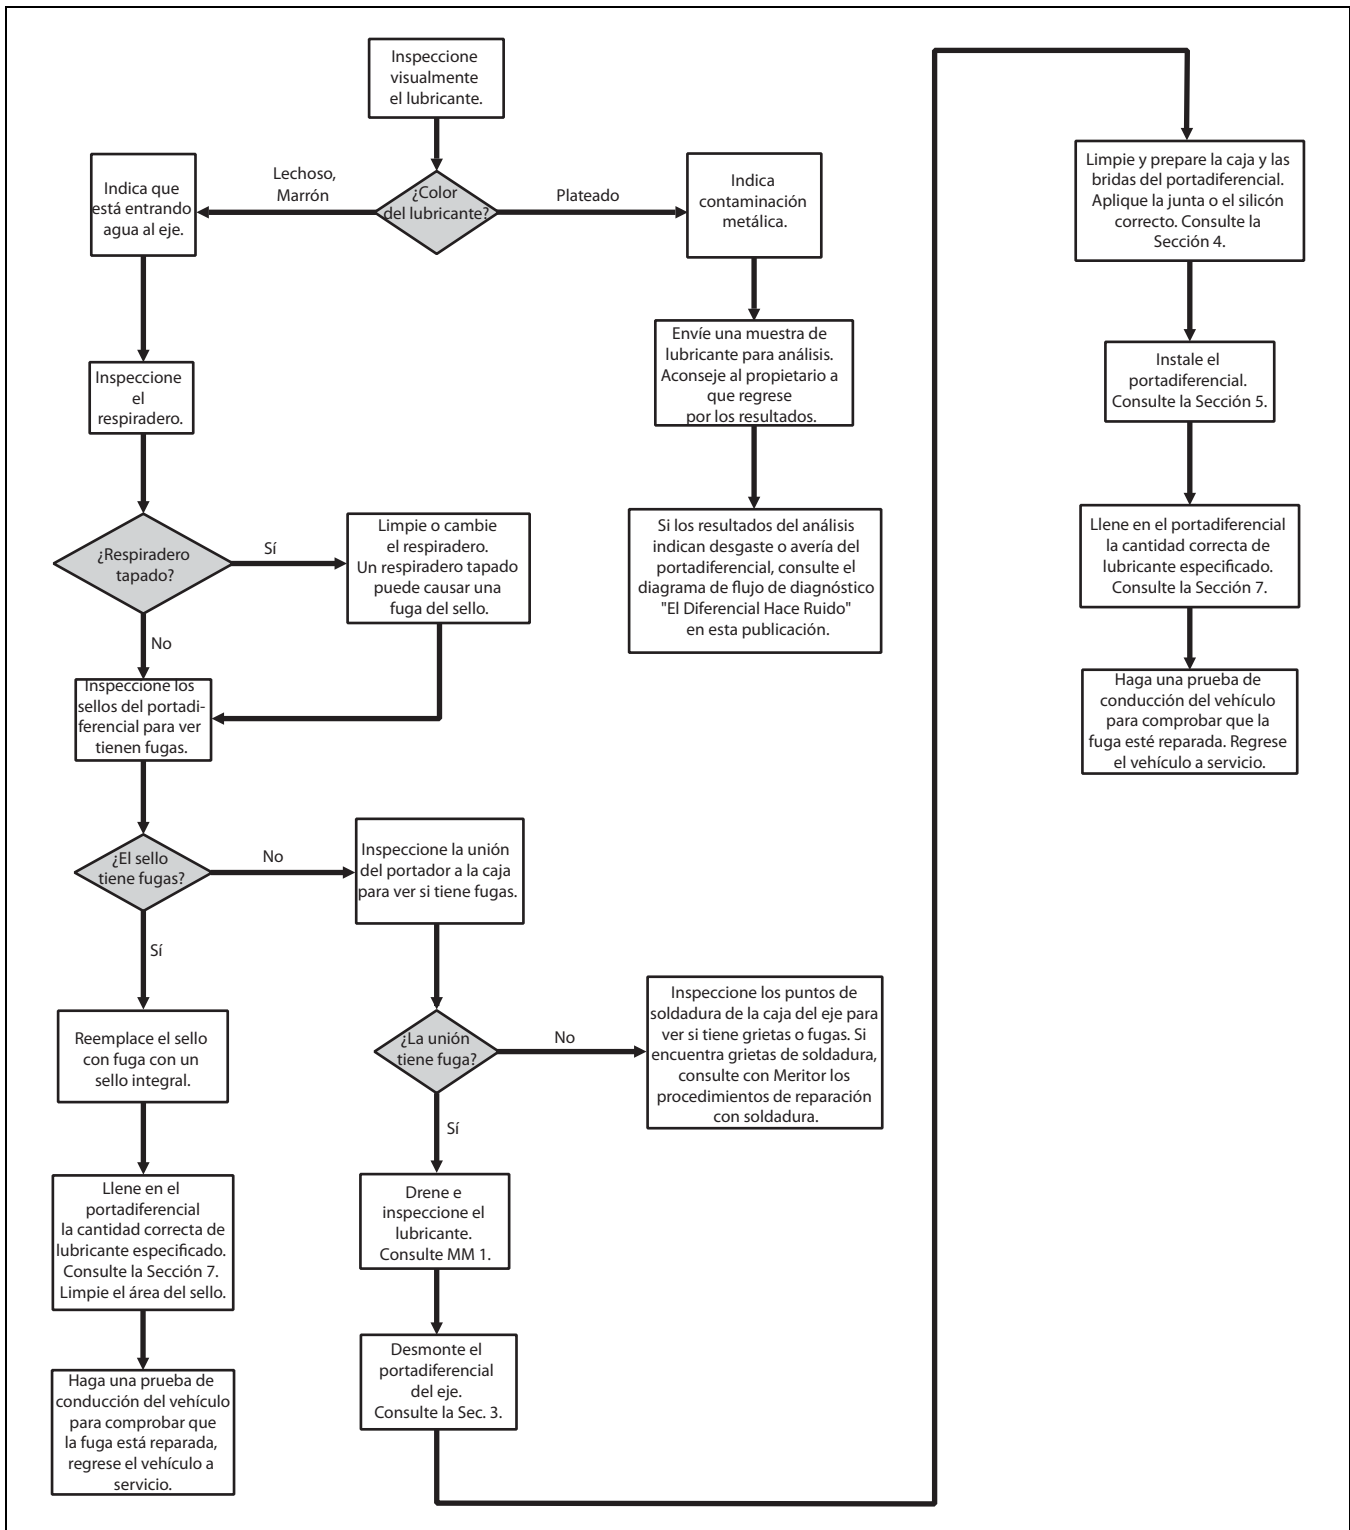 Inspeccione
visualmente
el lubricante.
¿Color
del lubricante?
Lechoso,
Marrón
Indica que
está entrando
agua al eje.
Inspeccione
el
respiradero.
¿Respiradero
tapado?
Sí
Limpie o cambie
el respiradero.
Un respiradero tapado
puede causar una
fuga del sello.
No
Inspeccione los
sellos del portadi-
ferencial para ver
tienen fugas.
¿El sello
tiene fugas?
Sí
Reemplace el sello
con fuga con un
sello integral.
Llene en el
portadiferencial
la cantidad correcta de
lubricante especificado.
Consulte la Sección 7.
Limpie el área del sello.
Haga una prueba de
conducción del vehículo
para comprobar que
la fuga está reparada,
regrese el vehículo a
servicio.
No
Inspeccione la unión
del portador a la caja
para ver si tiene fugas.
¿La unión
tiene fuga?
No
Inspeccione los puntos de
soldadura de la caja del eje para
ver si tiene grietas o fugas. Si
encuentra grietas de soldadura,
consulte con Meritor los
procedimientos de reparación
con soldadura.
Sí
Drene e
inspeccione el
lubricante.
Consulte MM 1.
Desmonte el
portadiferencial
del eje.
Consulte la Sec. 3.
Plateado
Indica
contaminación
metálica.
Envíe una muestra de
lubricante para análisis.
Aconseje al propietario a
que regrese
por los resultados.
Si los resultados del análisis
indican desgaste o avería del
portadiferencial, consulte el
diagrama de flujo de diagnóstico
"El Diferencial Hace Ruido"
en esta publicación.
Limpie y prepare la caja y las
bridas del portadiferencial.
Aplique la junta o el silicón
correcto. Consulte la
Sección 4.
Instale el
portadiferencial.
Consulte la Sección 5.
Llene en el portadiferencial
la cantidad correcta de
lubricante especificado.
Consulte la Sección 7.
Haga una prueba de
conducción del vehículo
para comprobar que la
fuga esté reparada. Regrese
el vehículo a servicio.